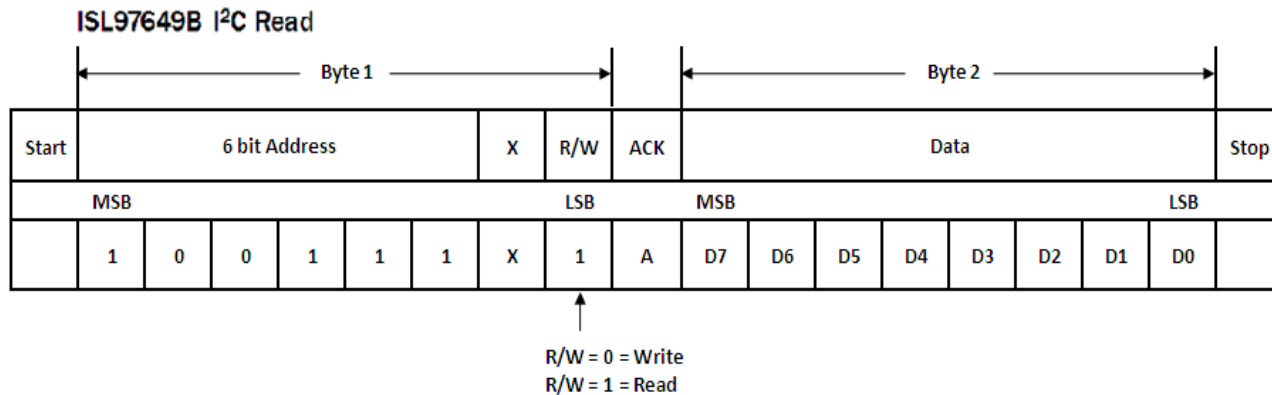 ISL97649B I²C Read
Byte 1 Byte 2
Start 6 bit Address X R/W ACK Data Stop
MSB LSB MSB LSB
1 0 0 1 1 1 X 1 A D7 D6 D5 D4 D3 D2 D1 D0
R/W = 0 = Write
R/W = 1 = Read